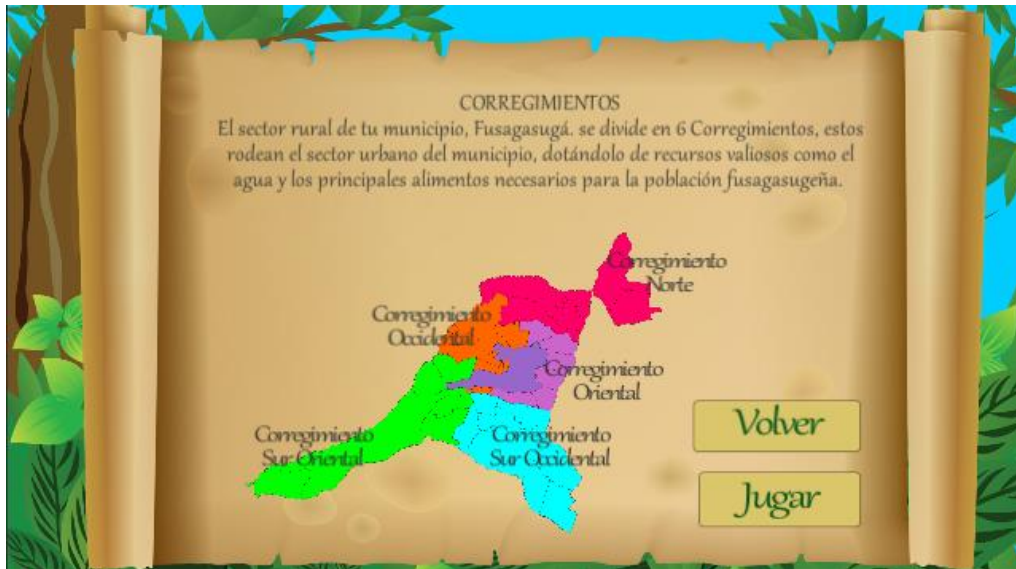 CORREGIMIENTOS
El sector rural de tu municipio, Fusagasugá. se divide en 6 Corregimientos, estos
rodean el sector urbano del municipio, dotándolo de recursos valiosos como el
agua y los principales alimentos necesarios para la población fusagasugeña.
Corregimiento
Norte
Corregimiento
Occidental
Corregimiento
Oriental
Corregimiento
Sur Oriental
Corregimiento
Sur Occidental
Volver
Jugar